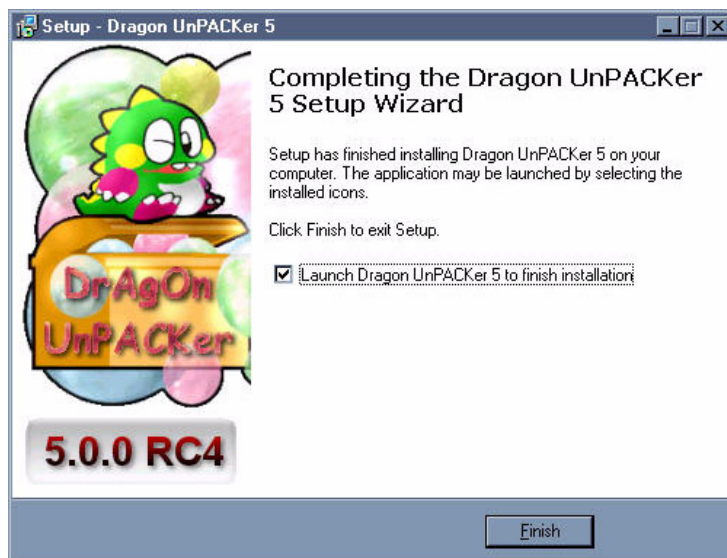 Setup - Dragon UnPACKer 5
Completing the Dragon UnPACKer
5 Setup Wizard
Setup has finished installing Dragon UnPACKer 5 on your
computer. The application may be launched by selecting the
installed icons.
Click Finish to exit Setup.
Launch Dragon UnPACKer 5 to finish installation
DrAgOn
UnPACKer
5.0.0 RC4
Finish